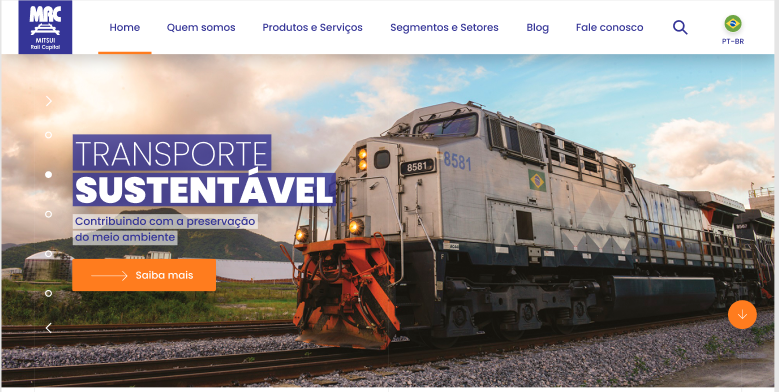 MRC
MITSUI
Rail Capital
Home
Quem somos
Produtos e Serviços
Segmentos e Setores
Blog
Fale conosco
PT-BR
TRANSPORTE
SUSTENTÁVEL
Contribuindo com a preservação
do meio ambiente
Saiba mais
8581
8581